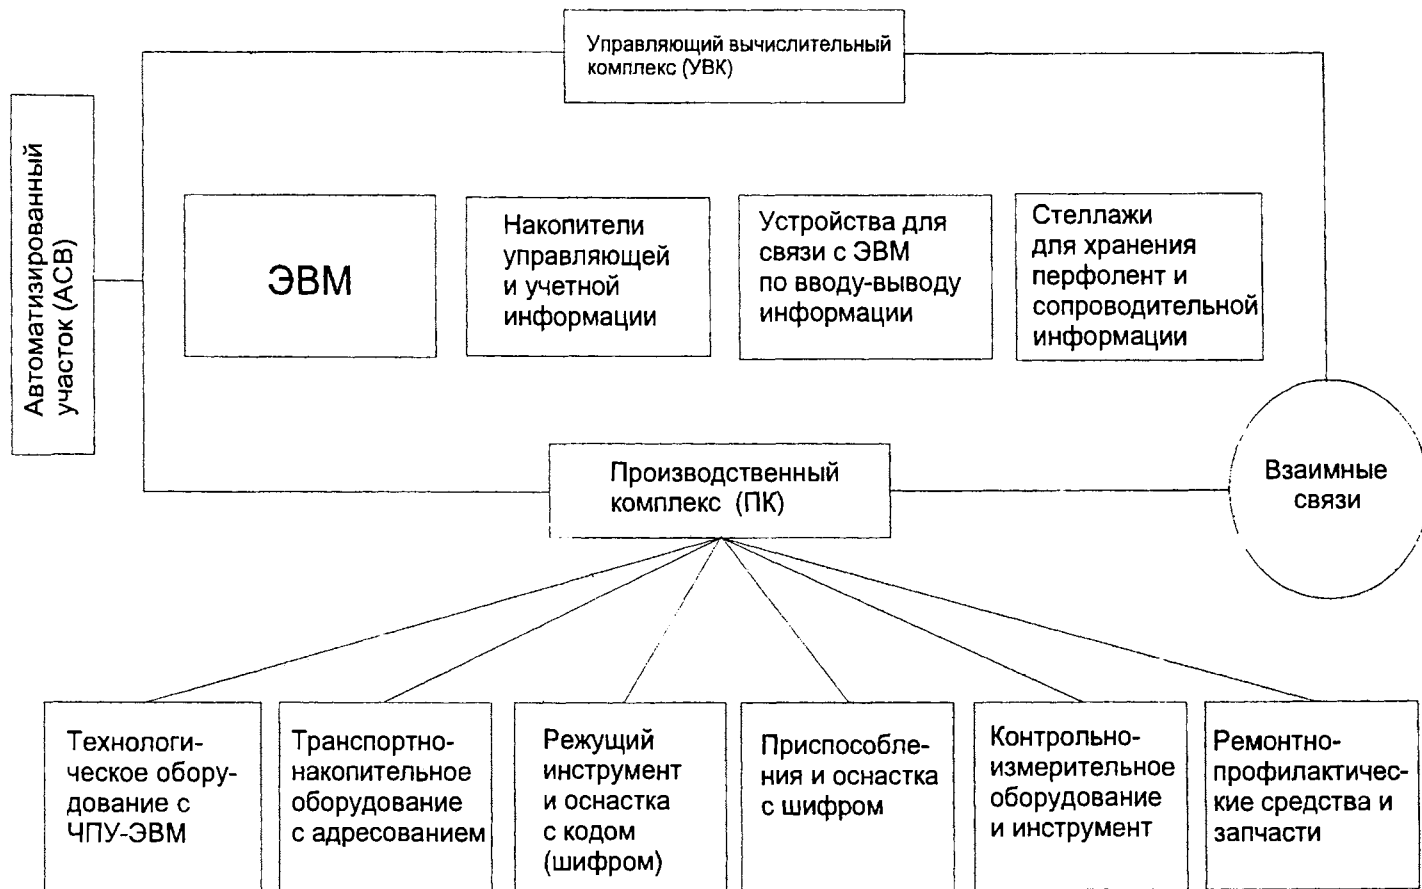 Управляющий вычислительный
комплекс (УВК)
Автоматизированный
участок (АСВ)
ЭВМ
Накопители
управляющей
и учетной
информации
Устройства для
связи с ЭВМ
по вводу-выводу
информации
Стеллажи
для хранения
перфолент и
сопроводительной
информации
Производственный
комплекс (ПК)
Взаимные
связи
Технологи-
ческое обору-
дование с
ЧПУ-ЭВМ
Транспортно-
накопительное
оборудование
с адресованием
Режущий
инструмент
и оснастка
с кодом
(шифром)
Приспособле-
ния и оснастка
с шифром
Контрольно-
измерительное
оборудование
и инструмент
Ремонтно-
профилактичес-
кие средства и
запчасти